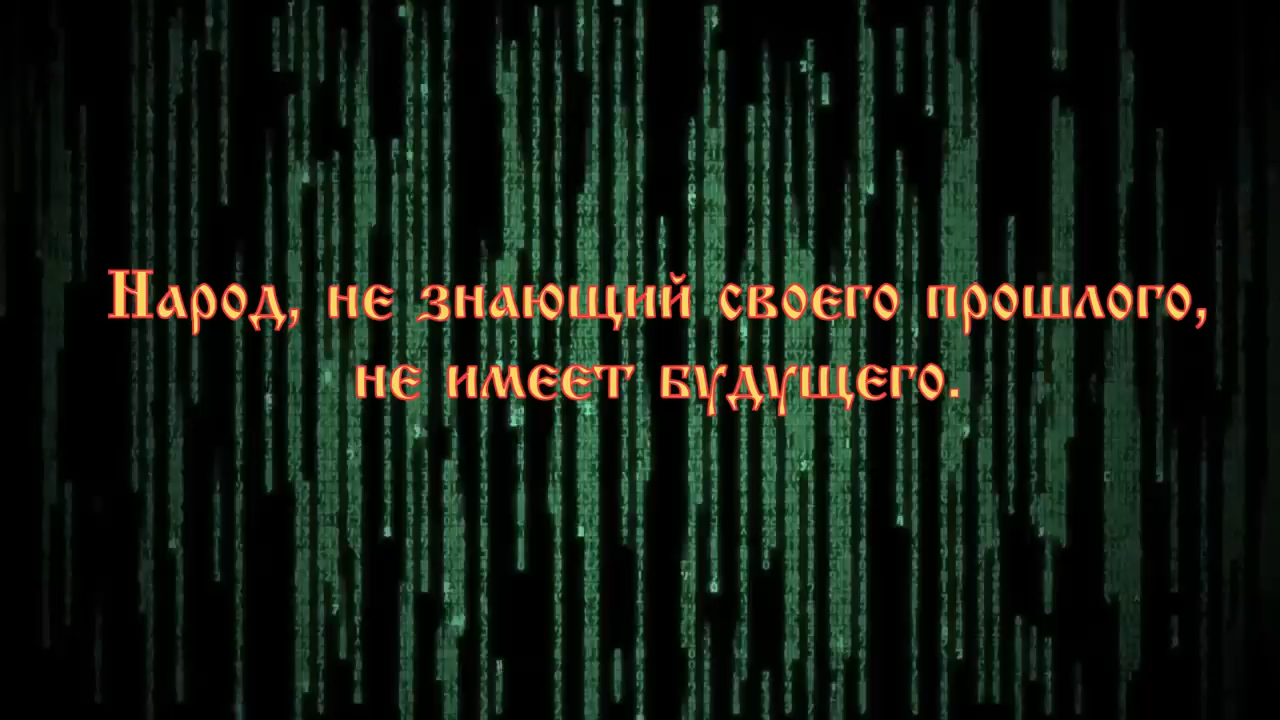 Народ, не знающий своего прошлого,
не имеет будущего.